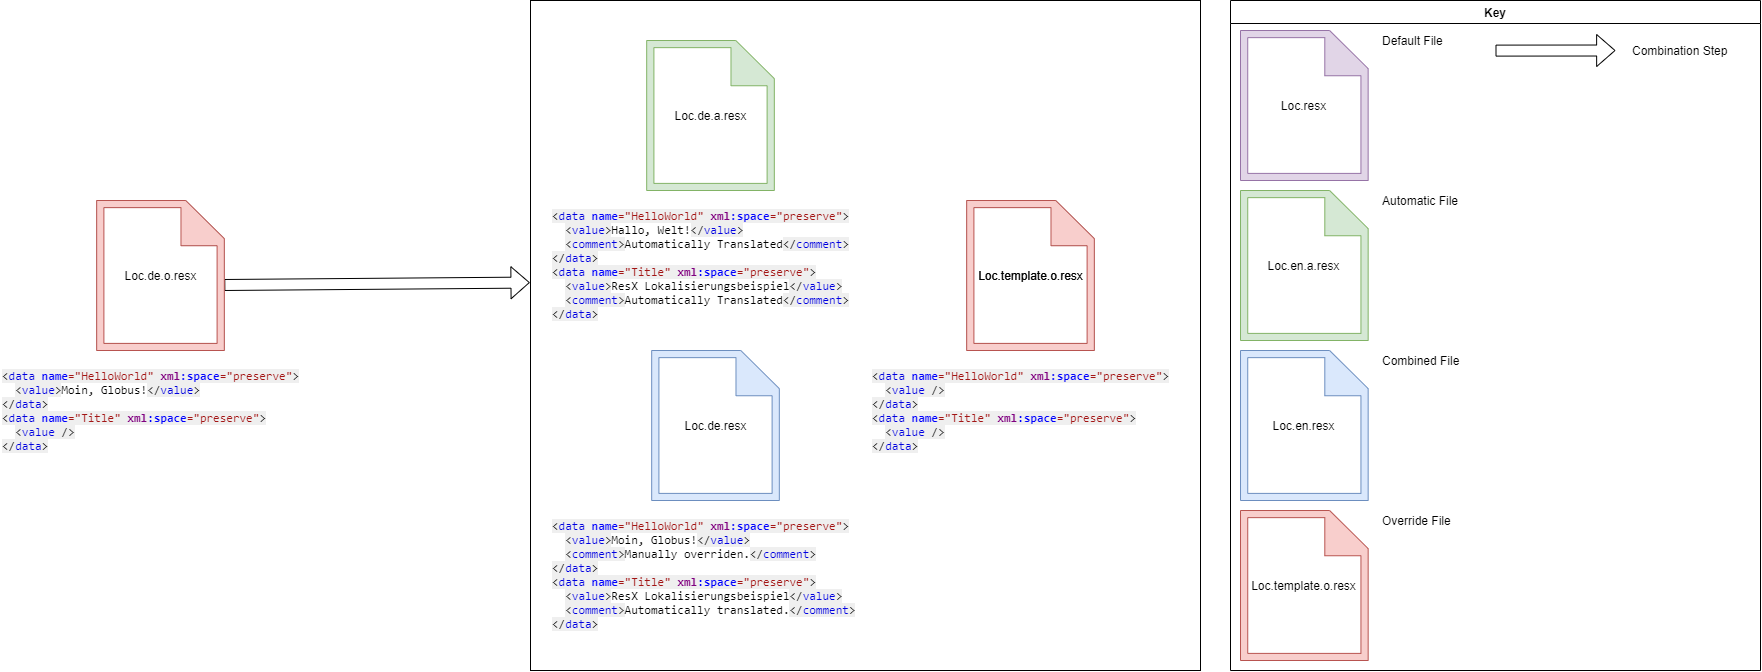 Loc.de.o.resx
<data name="HelloWorld" xml:space="preserve">
<value>Moin, Globus!</value>
</data>
<data name="Title" xml:space="preserve">
<value />
</data>
Loc.de.a.resx
<data name="HelloWorld" xml:space="preserve">
<value>Hallo, Welt!</value>
<comment>Automatically Translated</comment>
</data>
<data name="Title" xml:space="preserve">
<value>ResX Lokalisierungsbeispiel</value>
<comment>Automatically Translated</comment>
</data>
Loc.de.resx
<data name="HelloWorld" xml:space="preserve">
<value>Moin, Globus!</value>
<comment>Manually overriden.</comment>
</data>
<data name="Title" xml:space="preserve">
<value>ResX Lokalisierungsbeispiel</value>
<comment>Automatically translated.</comment>
</data>
Loc.template.o.resx
<data name="HelloWorld" xml:space="preserve">
<value />
</data>
<data name="Title" xml:space="preserve">
<value />
</data>
Key
Default File
Combination Step
Loc.resx
Automatic File
Loc.en.a.resx
Combined File
Loc.en.resx
Override File
Loc.template.o.resx